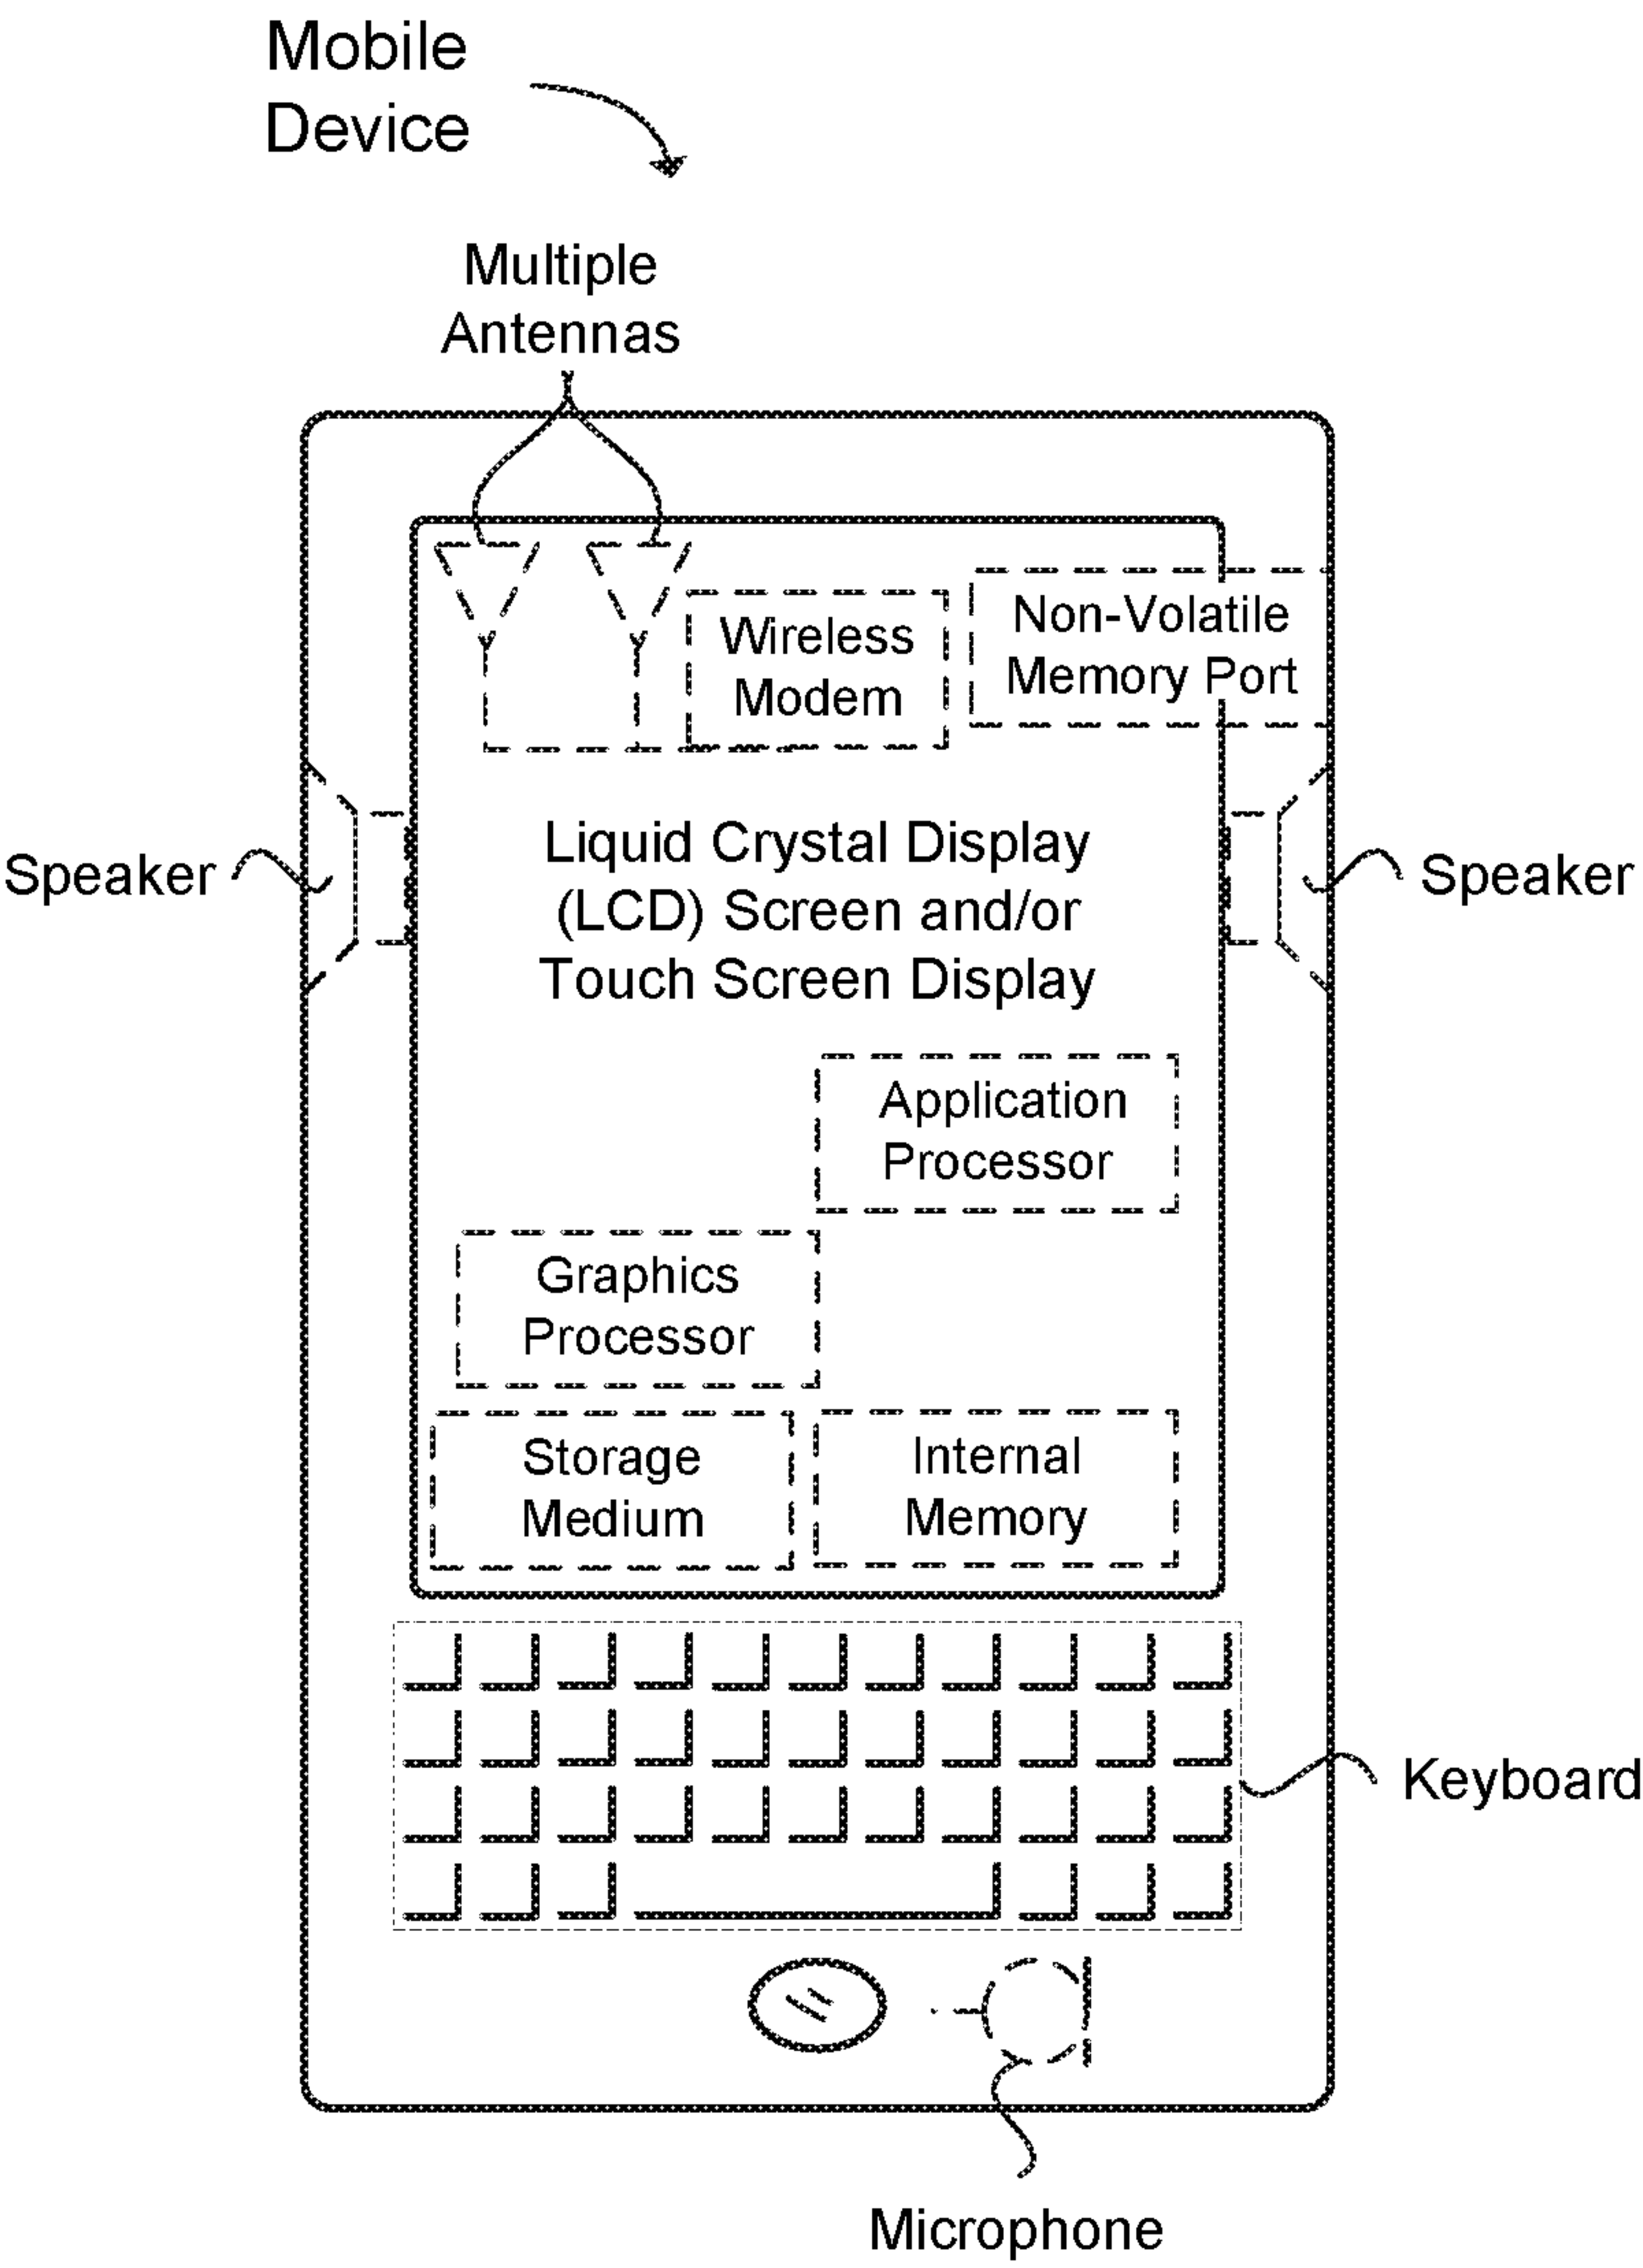 Mobile
Device
Multiple
Antennas
Wireless
Modem
Non-Volatile
Memory Port
Speaker
Liquid Crystal Display
(LCD) Screen and/or
Touch Screen Display
Speaker
Application
Processor
Graphics
Processor
Storage
Medium
Internal
Memory
Keyboard
Microphone